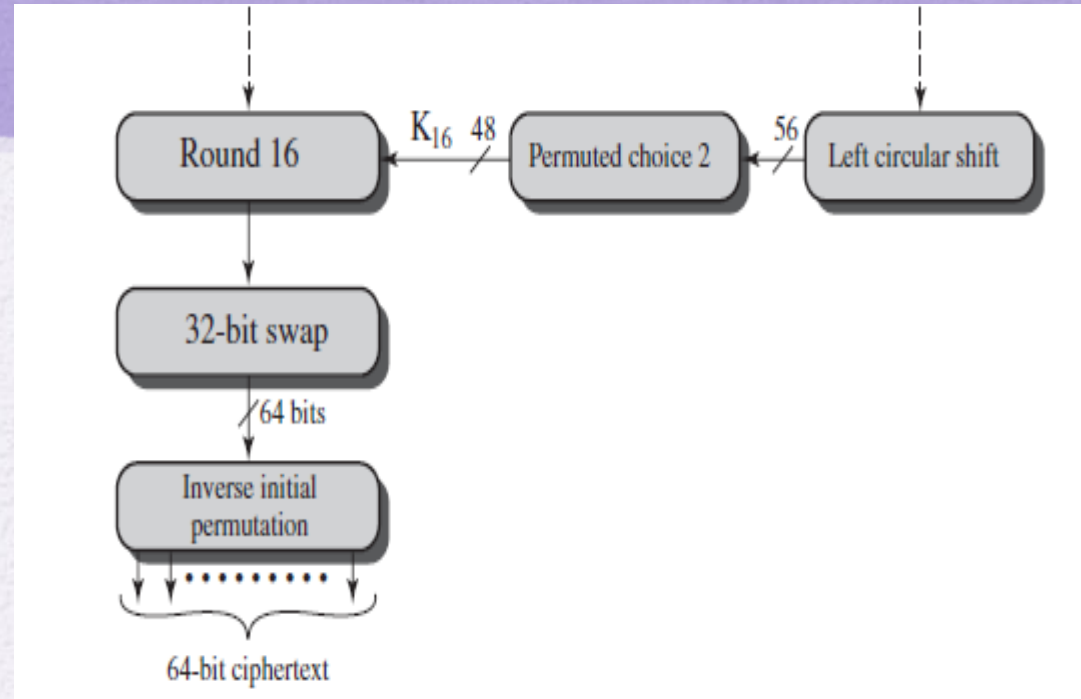 Round 16
K16 48
Permuted choice 2
56
Left circular shift
32-bit swap
64 bits
Inverse initial
permutation
64-bit ciphertext